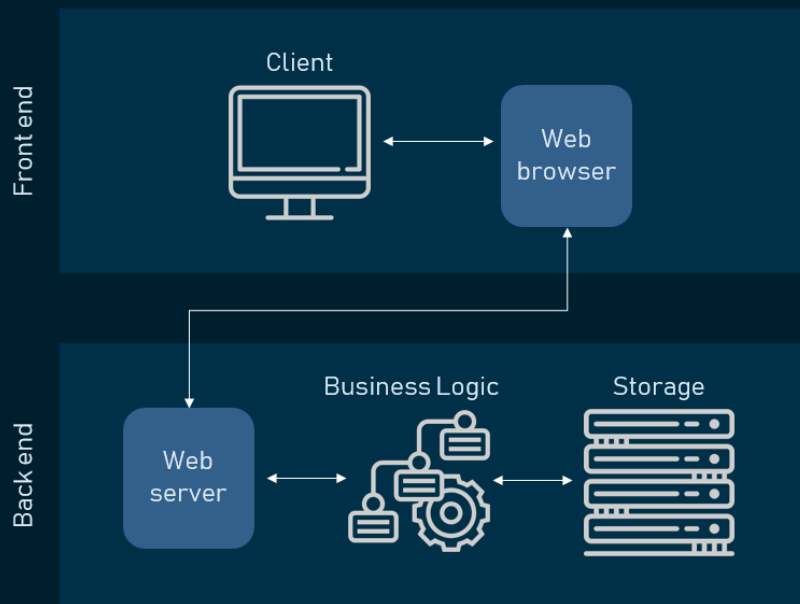 Front end
Client
Web
browser
Back end
Business Logic
Storage
Web
server